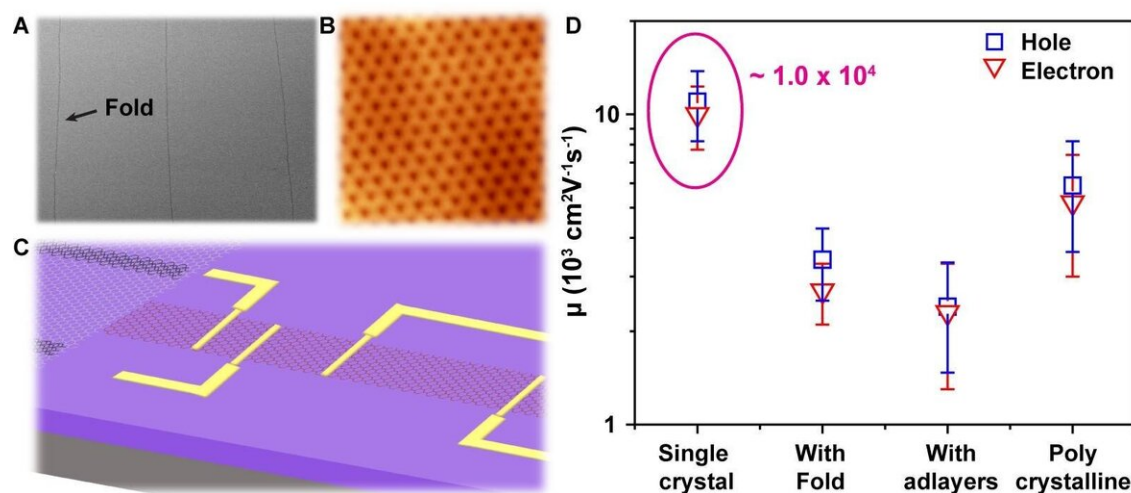 A
Fold
B
C
D
Hole
Electron
~ 1.0 x 10⁴
μ (10³ cm²V⁻¹s⁻¹)
10
1
Single
crystal
With
Fold
With
adlayers
Poly
crystalline